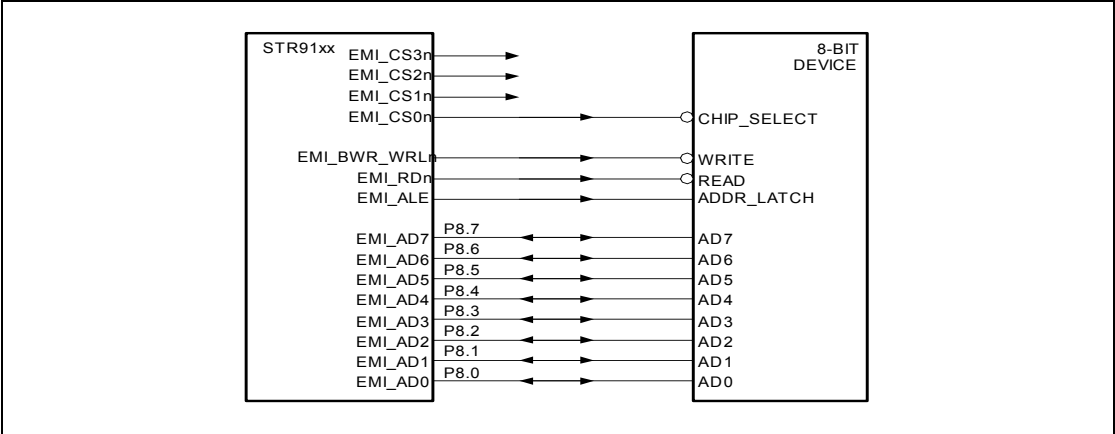 STR91xx
EMI_CS3n
EMI_CS2n
EMI_CS1n
EMI_CS0n
EMI_BWR_WRLn
EMI_RDn
EMI_ALE
EMI_AD7
EMI_AD6
EMI_AD5
EMI_AD4
EMI_AD3
EMI_AD2
EMI_AD1
EMI_AD0
P8.7
P8.6
P8.5
P8.4
P8.3
P8.2
P8.1
P8.0
8-BIT
DEVICE
CHIP_SELECT
WRITE
READ
ADDR_LATCH
AD7
AD6
AD5
AD4
AD3
AD2
AD1
AD0